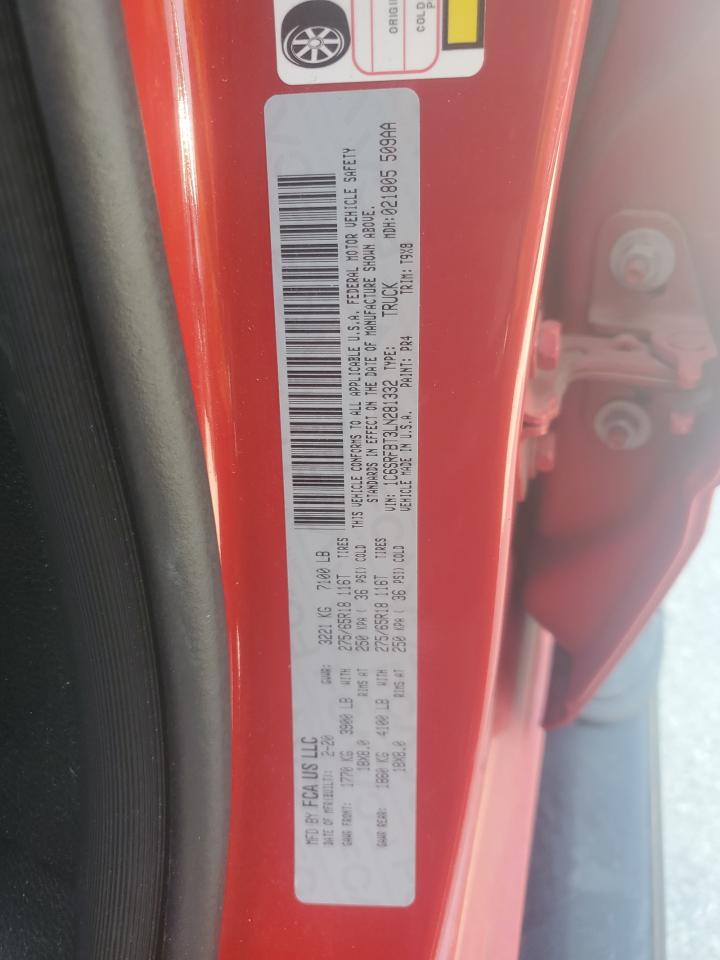 ORIGI
COLD
P
MFD BY FCA US LLC
DATE OF MFR(BUILT): 2-20 GVWR: 3221 KG 7100 LB
GAWR FRONT: 1770 KG 3900 LB WITH 275/65R18 116T TIRES
18X8.0 RIMS AT 250 KPA ( 36 PSI) COLD
GAWR REAR: 1860 KG 4100 LB WITH 275/65R18 116T TIRES
18X8.0 RIMS AT 250 KPA ( 36 PSI) COLD
THIS VEHICLE CONFORMS TO ALL APPLICABLE U.S.A. FEDERAL MOTOR VEHICLE SAFETY
STANDARDS IN EFFECT ON THE DATE OF MANUFACTURE SHOWN ABOVE.
VIN: 1C6SRFBT3LN281332 TYPE: TRUCK MDH:021805 509AA
VEHICLE MADE IN U.S.A. PAINT: PR4 TRIM: T9X8